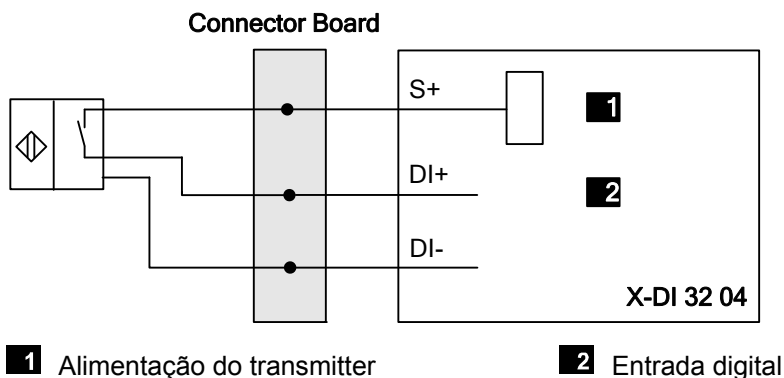 Connector Board
S+
1
DI+
2
DI-
X-DI 32 04
1 Alimentação do transmitter
2 Entrada digital